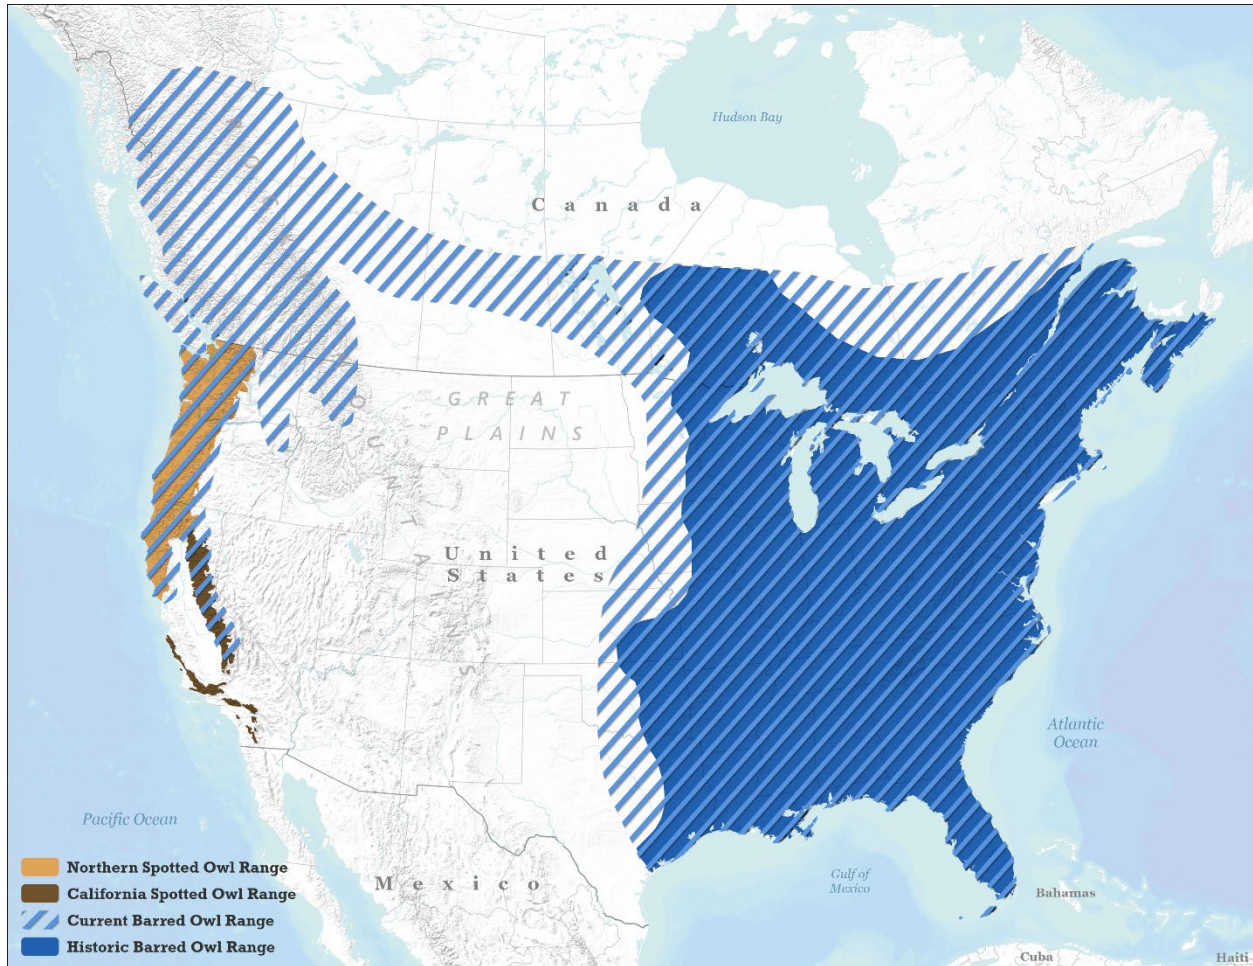 Hudson Bay
C a n a d a
R O C K Y
M O U N T A I N S
G R E A T
P L A I N S
U n i t e d
S t a t e s
Atlantic
Ocean
Pacific Ocean
Gulf of
Mexico
M e x i c o
Bahamas
Cuba
Haiti
Northern Spotted Owl Range
California Spotted Owl Range
Current Barred Owl Range
Historic Barred Owl Range